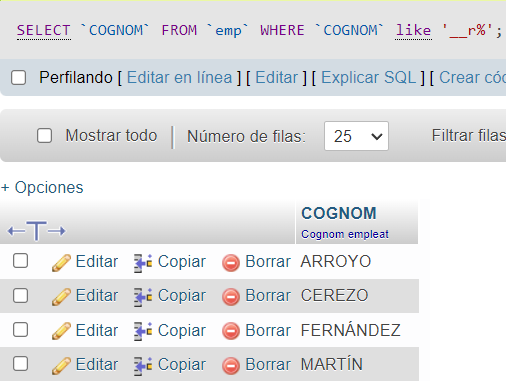 SELECT `COGNOM` FROM `emp` WHERE `COGNOM` like '__r%';
Perfilando [ Editar en línea ] [ Editar ] [ Explicar SQL ] [ Crear cód
Mostrar todo | Número de filas: 25 Filtrar filas
+ Opciones
←T→ COGNOM
Cognom empleat
Editar Copiar Borrar ARROYO
Editar Copiar Borrar CEREZO
Editar Copiar Borrar FERNÁNDEZ
Editar Copiar Borrar MARTÍN